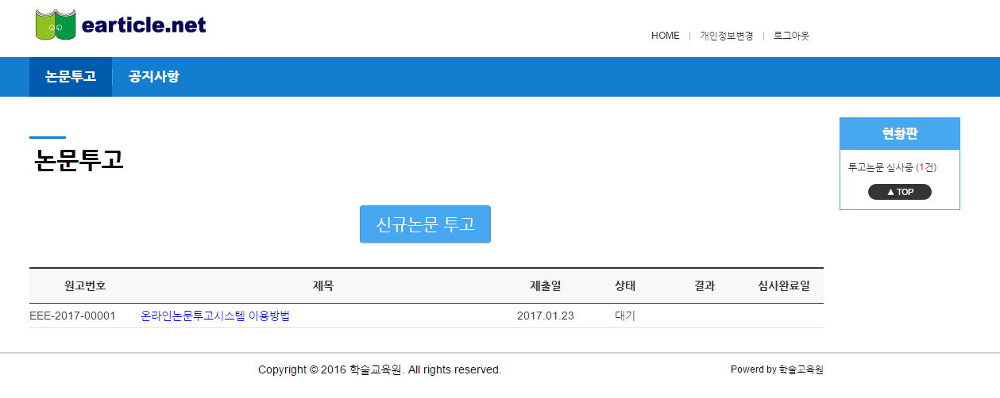 earticle.net
HOME | 개인정보변경 | 로그아웃
논문투고 공지사항
논문투고
현황판
투고논문 심사중 (1건)
▲ TOP
신규논문 투고
원고번호 제목 제출일 상태 결과 심사완료일
EEE-2017-00001 온라인논문투고시스템 이용방법 2017.01.23 대기
Copyright © 2016 학술교육원. All rights reserved. Powerd by 학술교육원